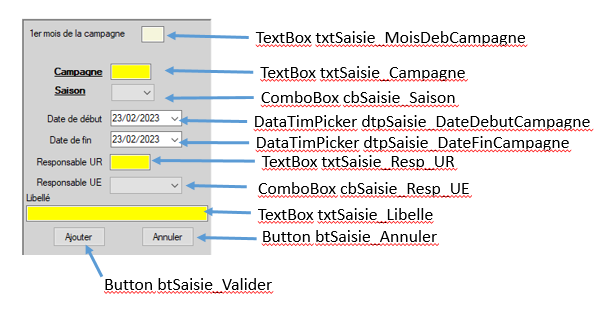 1er mois de la campagne
TextBox txtSaisie_MoisDebCampagne
Campagne
TextBox txtSaisie_Campagne
Saison
ComboBox cbSaisie_Saison
Date de début 23/02/2023
DataTimPicker dtpSaisie_DateDebutCampagne
Date de fin 23/02/2023
DataTimPicker dtpSaisie_DateFinCampagne
Responsable UR
TextBox txtSaisie_Resp_UR
Responsable UE
ComboBox cbSaisie_Resp_UE
Libellé
TextBox txtSaisie_Libelle
Ajouter Annuler
Button btSaisie_Annuler
Button btSaisie_Valider